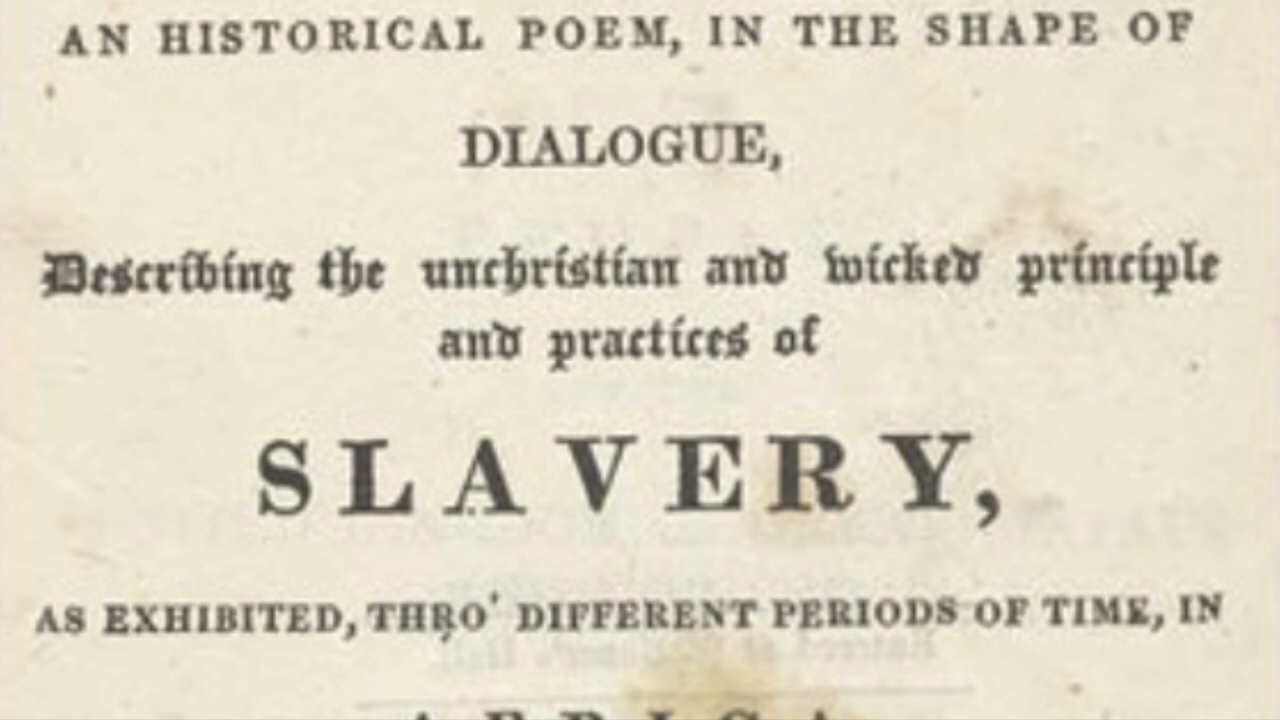 AN HISTORICAL POEM, IN THE SHAPE OF
DIALOGUE,
Describing the unchristian and wicked principle
and practices of
SLAVERY,
AS EXHIBITED, THRO' DIFFERENT PERIODS OF TIME, IN